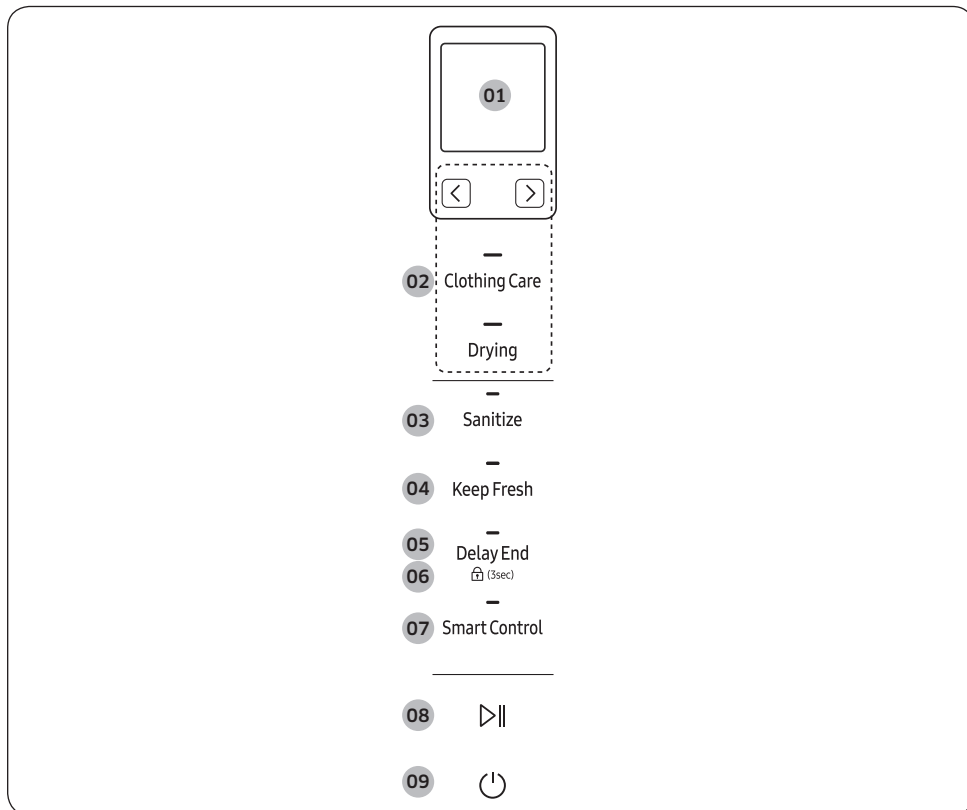 01
02 Clothing Care
Drying
03 Sanitize
04 Keep Fresh
05 Delay End
06 (3sec)
07 Smart Control
08
09